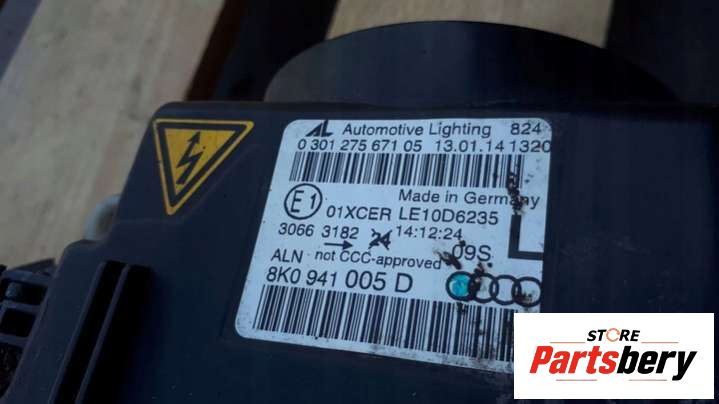 AL Automotive Lighting 824
0 301 275 671 05 13.01.14 1320
Made in Germany
E1 01XCER LE10D6235
3066 3182 24 14:12:24
09S
ALN not CCC-approved
8K0 941 005 D
STORE
Partsbery